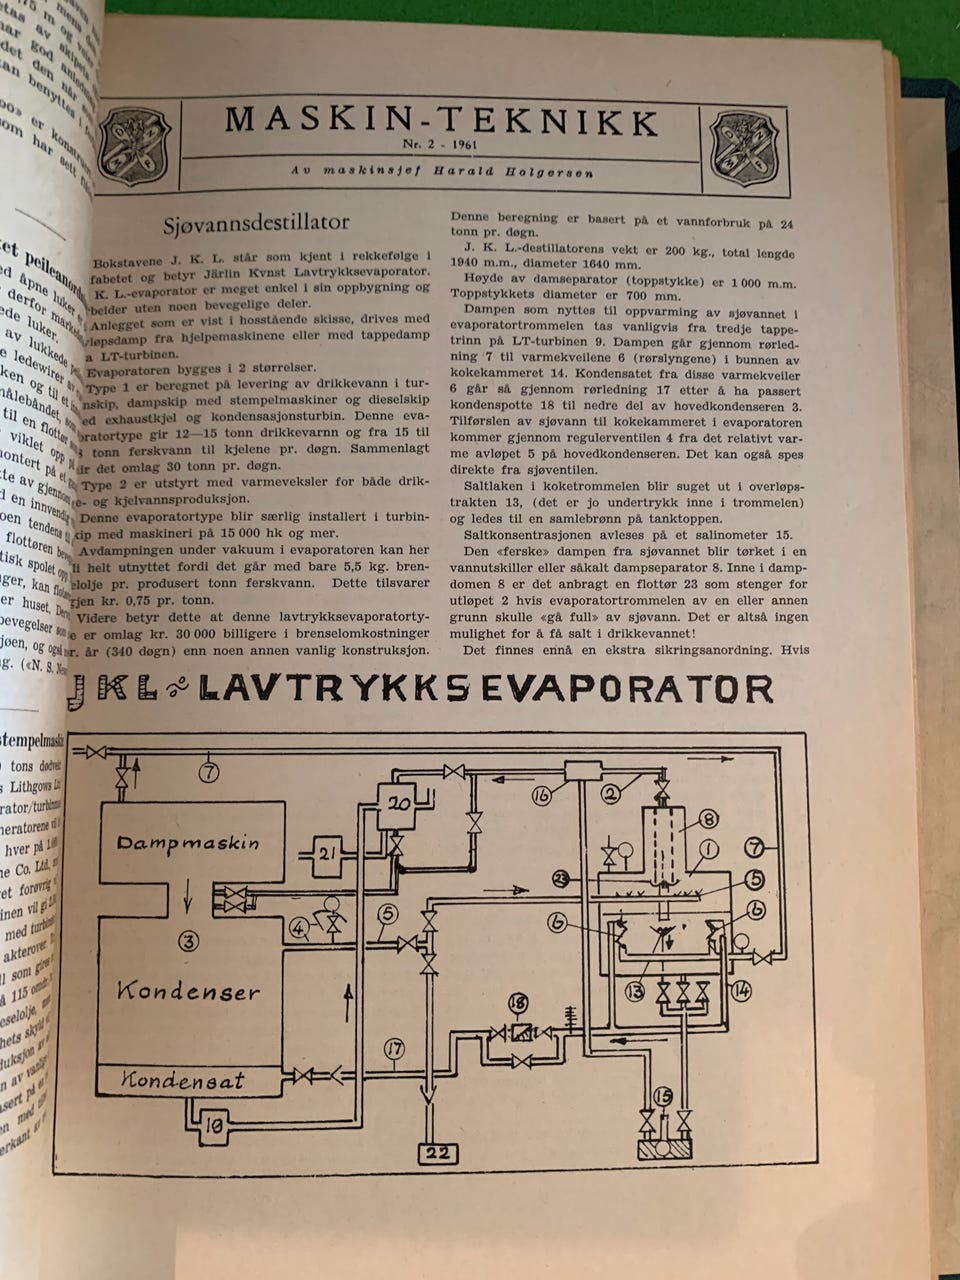 MASKIN-TEKNIKK
Nr. 2 - 1961
Av maskinsjef Harald Holgersen
Sjøvannsdestillator
Bokstavene J. K. L. står som kjent i rekkefølge i
fabetet og betyr Järlin Kvnst Lavtrykksevaporator.
K. L.-evaporator er meget enkel i sin oppbygning og
beider uten noen bevegelige deler.
Anlegget som er vist i hosstående skisse, drives med
løpsdamp fra hjelpemaskinene eller med tappedamp
a LT-turbinen.
Evaporatoren bygges i 2 størrelser.
Type 1 er beregnet på levering av drikkevann i tur-
nskip, dampskip med stempelmaskiner og dieselskip
ed exhaustkjel og kondensasjonsturbin. Denne eva-
oratortype gir 12—15 tonn drikkevarnn og fra 15 til
tonn ferskvann til kjelene pr. døgn. Sammenlagt
ir det omlag 30 tonn pr. døgn.
Type 2 er utstyrt med varmeveksler for både drik-
e- og kjelvannsproduksjon.
Denne evaporatortype blir særlig installert i turbin-
kip med maskineri på 15 000 hk og mer.
Avdampningen under vakuum i evaporatoren kan her
li helt utnyttet fordi det går med bare 5,5 kg. bren-
elolje pr. produsert tonn ferskvann. Dette tilsvarer
gjen kr. 0,75 pr. tonn.
Videre betyr dette at denne lavtrykksevaporatorty-
e er omlag kr. 30 000 billigere i brenselomkostninger
r. år (340 døgn) enn noen annen vanlig konstruksjon.
Denne beregning er basert på et vannforbruk på 24
tonn pr. døgn.
J. K. L.-destillatorens vekt er 200 kg., total lengde
1940 m.m., diameter 1640 mm.
Høyde av damseparator (toppstykke) er 1 000 m.m.
Toppstykkets diameter er 700 mm.
Dampen som nyttes til oppvarming av sjøvannet i
evaporatortrommelen tas vanligvis fra tredje tappe-
trinn på LT-turbinen 9. Dampen går gjennom rørled-
ning 7 til varmekveilene 6 (rørslyngene) i bunnen av
kokekammeret 14. Kondensatet fra disse varmekveiler
6 går så gjennom rørledning 17 etter å ha passert
kondenspotte 18 til nedre del av hovedkondenseren 3.
Tilførslen av sjøvann til kokekammeret i evaporatoren
kommer gjennom regulerventilen 4 fra det relativt var-
me avløpet 5 på hovedkondenseren. Det kan også spes
direkte fra sjøventilen.
Saltlaken i koketrommelen blir suget ut i overløps-
trakten 13, (det er jo undertrykk inne i trommelen)
og ledes til en samlebrønn på tanktoppen.
Saltkonsentrasjonen avleses på et salinometer 15.
Den «ferske» dampen fra sjøvannet blir tørket i en
vannutskiller eller såkalt dampseparator 8. Inne i damp-
domen 8 er det anbragt en flottør 23 som stenger for
utløpet 2 hvis evaporatortrommelen av en eller annen
grunn skulle «gå full» av sjøvann. Det er altså ingen
mulighet for å få salt i drikkevannet!
Det finnes ennå en ekstra sikringsanordning. Hvis
JKL LAVTRYKKSEVAPORATOR
7
20
16
2
8
Dampmaskin
21
1
7
23
5
4
5
6
6
3
Kondenser
13
14
18
17
Kondensat
10
15
22